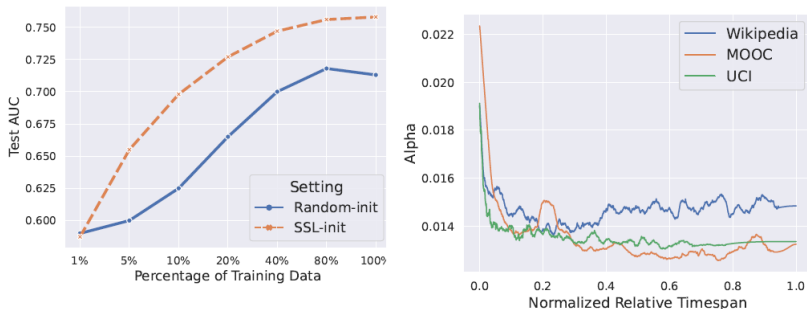 0.750
0.725
0.700
0.675
0.650
0.625
0.600
Test AUC
Setting
Random-init
SSL-init
1% 5% 10% 20% 40% 80% 100%
Percentage of Training Data
0.022
0.020
0.018
0.016
0.014
Alpha
Wikipedia
MOOC
UCI
0.0 0.2 0.4 0.6 0.8 1.0
Normalized Relative Timespan